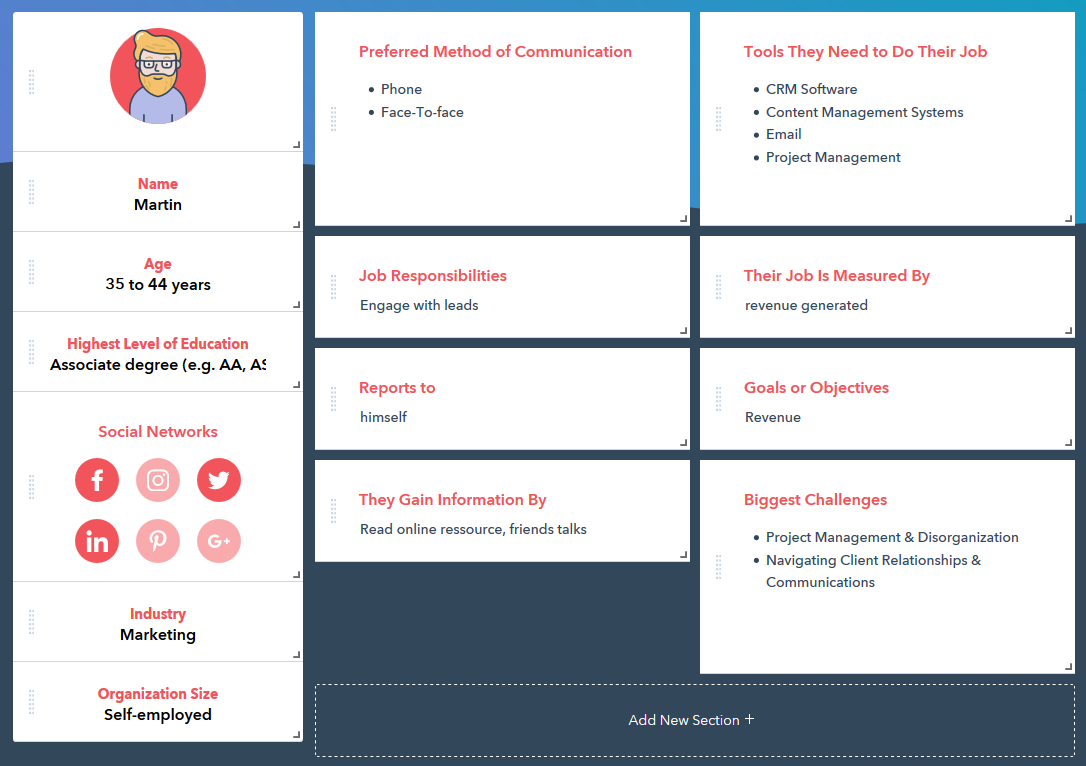 Name
Martin
Age
35 to 44 years
Highest Level of Education
Associate degree (e.g. AA, AS
Social Networks
f
in
G+
Industry
Marketing
Organization Size
Self-employed
Preferred Method of Communication
Phone
Face-To-face
Tools They Need to Do Their Job
CRM Software
Content Management Systems
Email
Project Management
Job Responsibilities
Engage with leads
Their Job Is Measured By
revenue generated
Reports to
himself
Goals or Objectives
Revenue
They Gain Information By
Read online ressource, friends talks
Biggest Challenges
Project Management & Disorganization
Navigating Client Relationships &
Communications
Add New Section +